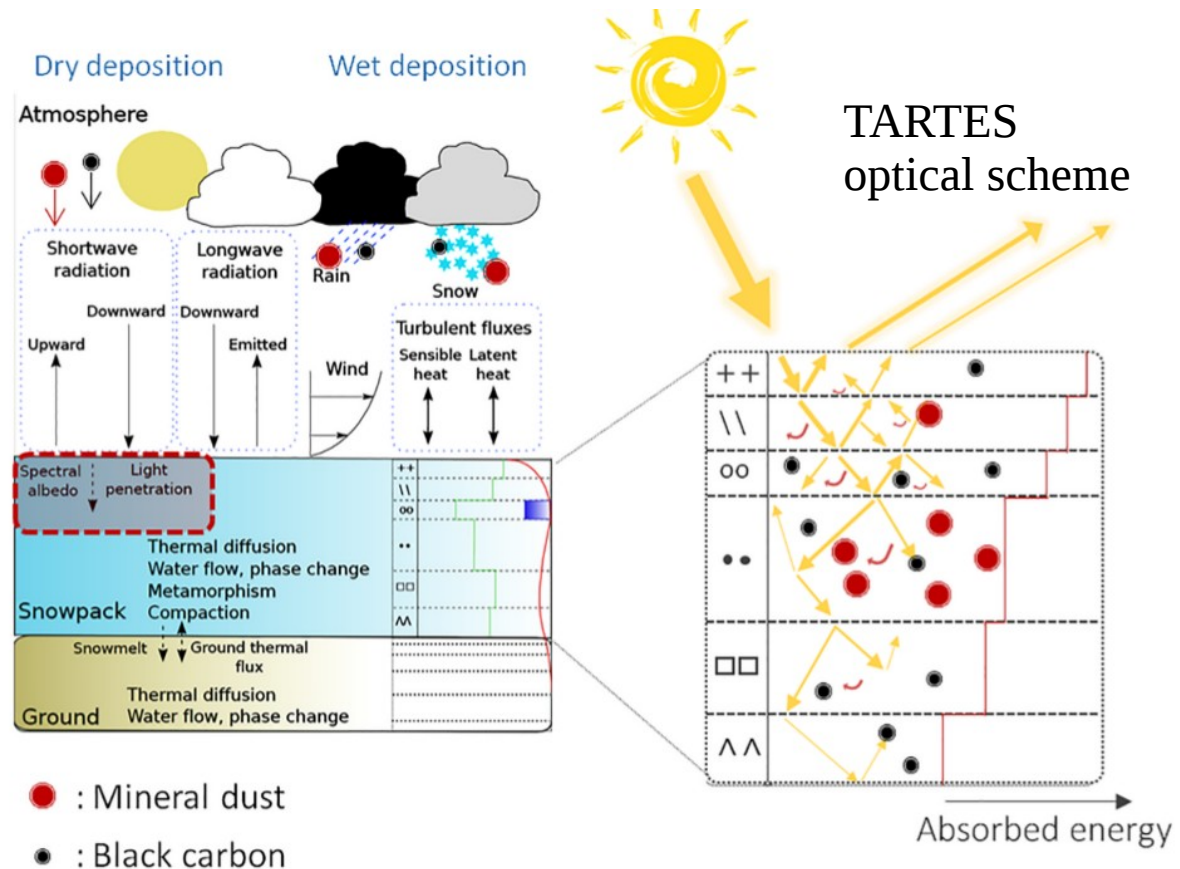 Dry deposition
Wet deposition
Atmosphere
TARTES
optical scheme
Shortwave
radiation
Longwave
radiation
Rain
Snow
Downward
Downward
Upward
Emitted
Wind
Turbulent fluxes
Sensible
heat
Latent
heat
Spectral
albedo
Light
penetration
Thermal diffusion
Water flow, phase change
Metamorphism
Compaction
Snowpack
Snowmelt
Ground thermal
flux
Thermal diffusion
Water flow, phase change
Ground
++
\\
oo
••
□□
^^
++
\\
oo
••
□□
^^
: Mineral dust
: Black carbon
Absorbed energy